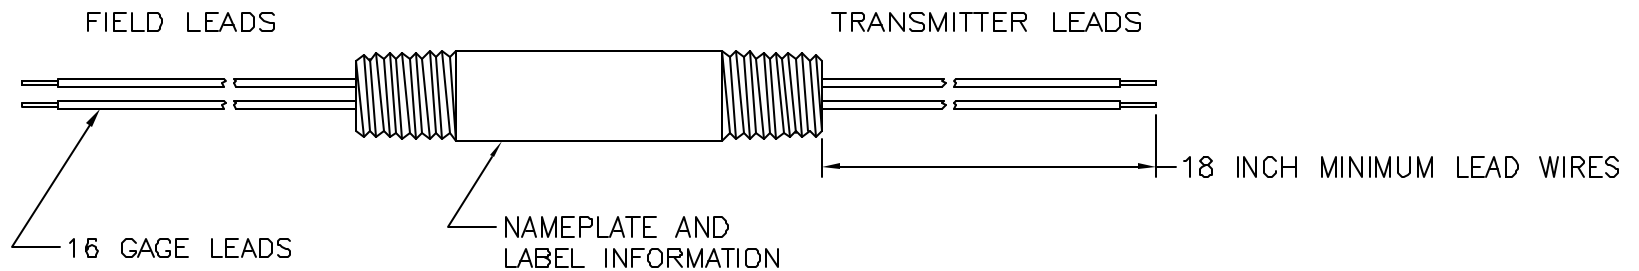 FIELD LEADS
TRANSMITTER LEADS
18 INCH MINIMUM LEAD WIRES
NAMEPLATE AND
LABEL INFORMATION
16 GAGE LEADS